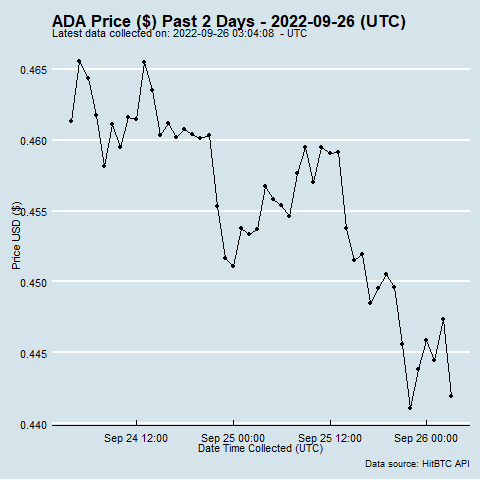 ADA Price ($) Past 2 Days - 2022-09-26 (UTC)
Latest data collected on: 2022-09-26 03:04:08  - UTC
Price USD ($)
0.465
0.460
0.455
0.450
0.445
0.440
Sep 24 12:00
Sep 25 00:00
Sep 25 12:00
Sep 26 00:00
Date Time Collected (UTC)
Data source: HitBTC API